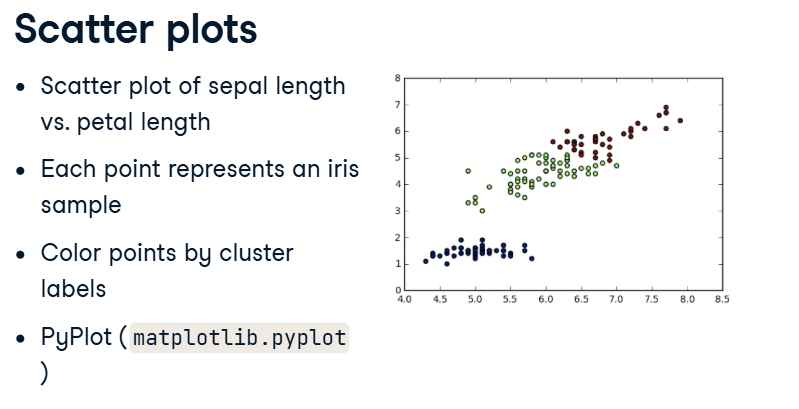 Scatter plots
• Scatter plot of sepal length
vs. petal length
• Each point represents an iris
sample
• Color points by cluster
labels
• PyPlot (matplotlib.pyplot
)
8
7
6
5
4
3
2
1
0
4.0 4.5 5.0 5.5 6.0 6.5 7.0 7.5 8.0 8.5